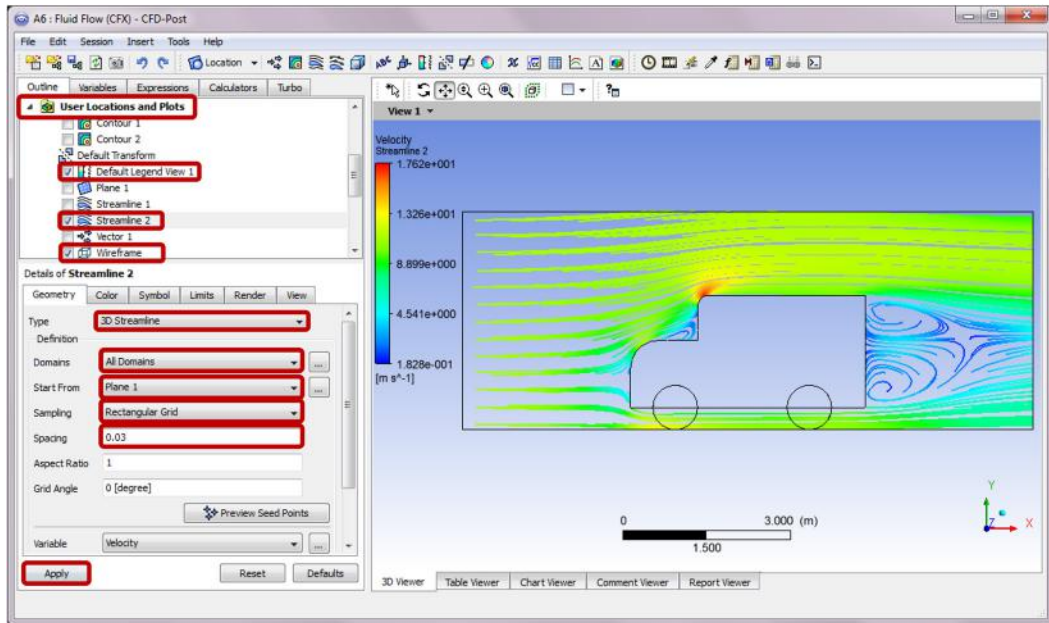 A6 : Fluid Flow (CFX) - CFD-Post
File Edit Session Insert Tools Help
Location
Outline Variables Expressions Calculators Turbo
User Locations and Plots
Contour 1
Contour 2
Default Transform
Default Legend View 1
Plane 1
Streamline 1
Streamline 2
Vector 1
Wireframe
Details of Streamline 2
Geometry Color Symbol Limits Render View
Type 3D Streamline
Definition
Domains All Domains ...
Start From Plane 1 ...
Sampling Rectangular Grid
Spacing 0.03
Aspect Ratio 1
Grid Angle 0 [degree]
Preview Seed Points
Variable Velocity ...
Apply Reset Defaults
View 1
Velocity
Streamline 2
1.762e+001
1.326e+001
8.899e+000
4.541e+000
1.828e-001
[m s^-1]
Y
Z X
0 3.000 (m)
1.500
3D Viewer Table Viewer Chart Viewer Comment Viewer Report Viewer